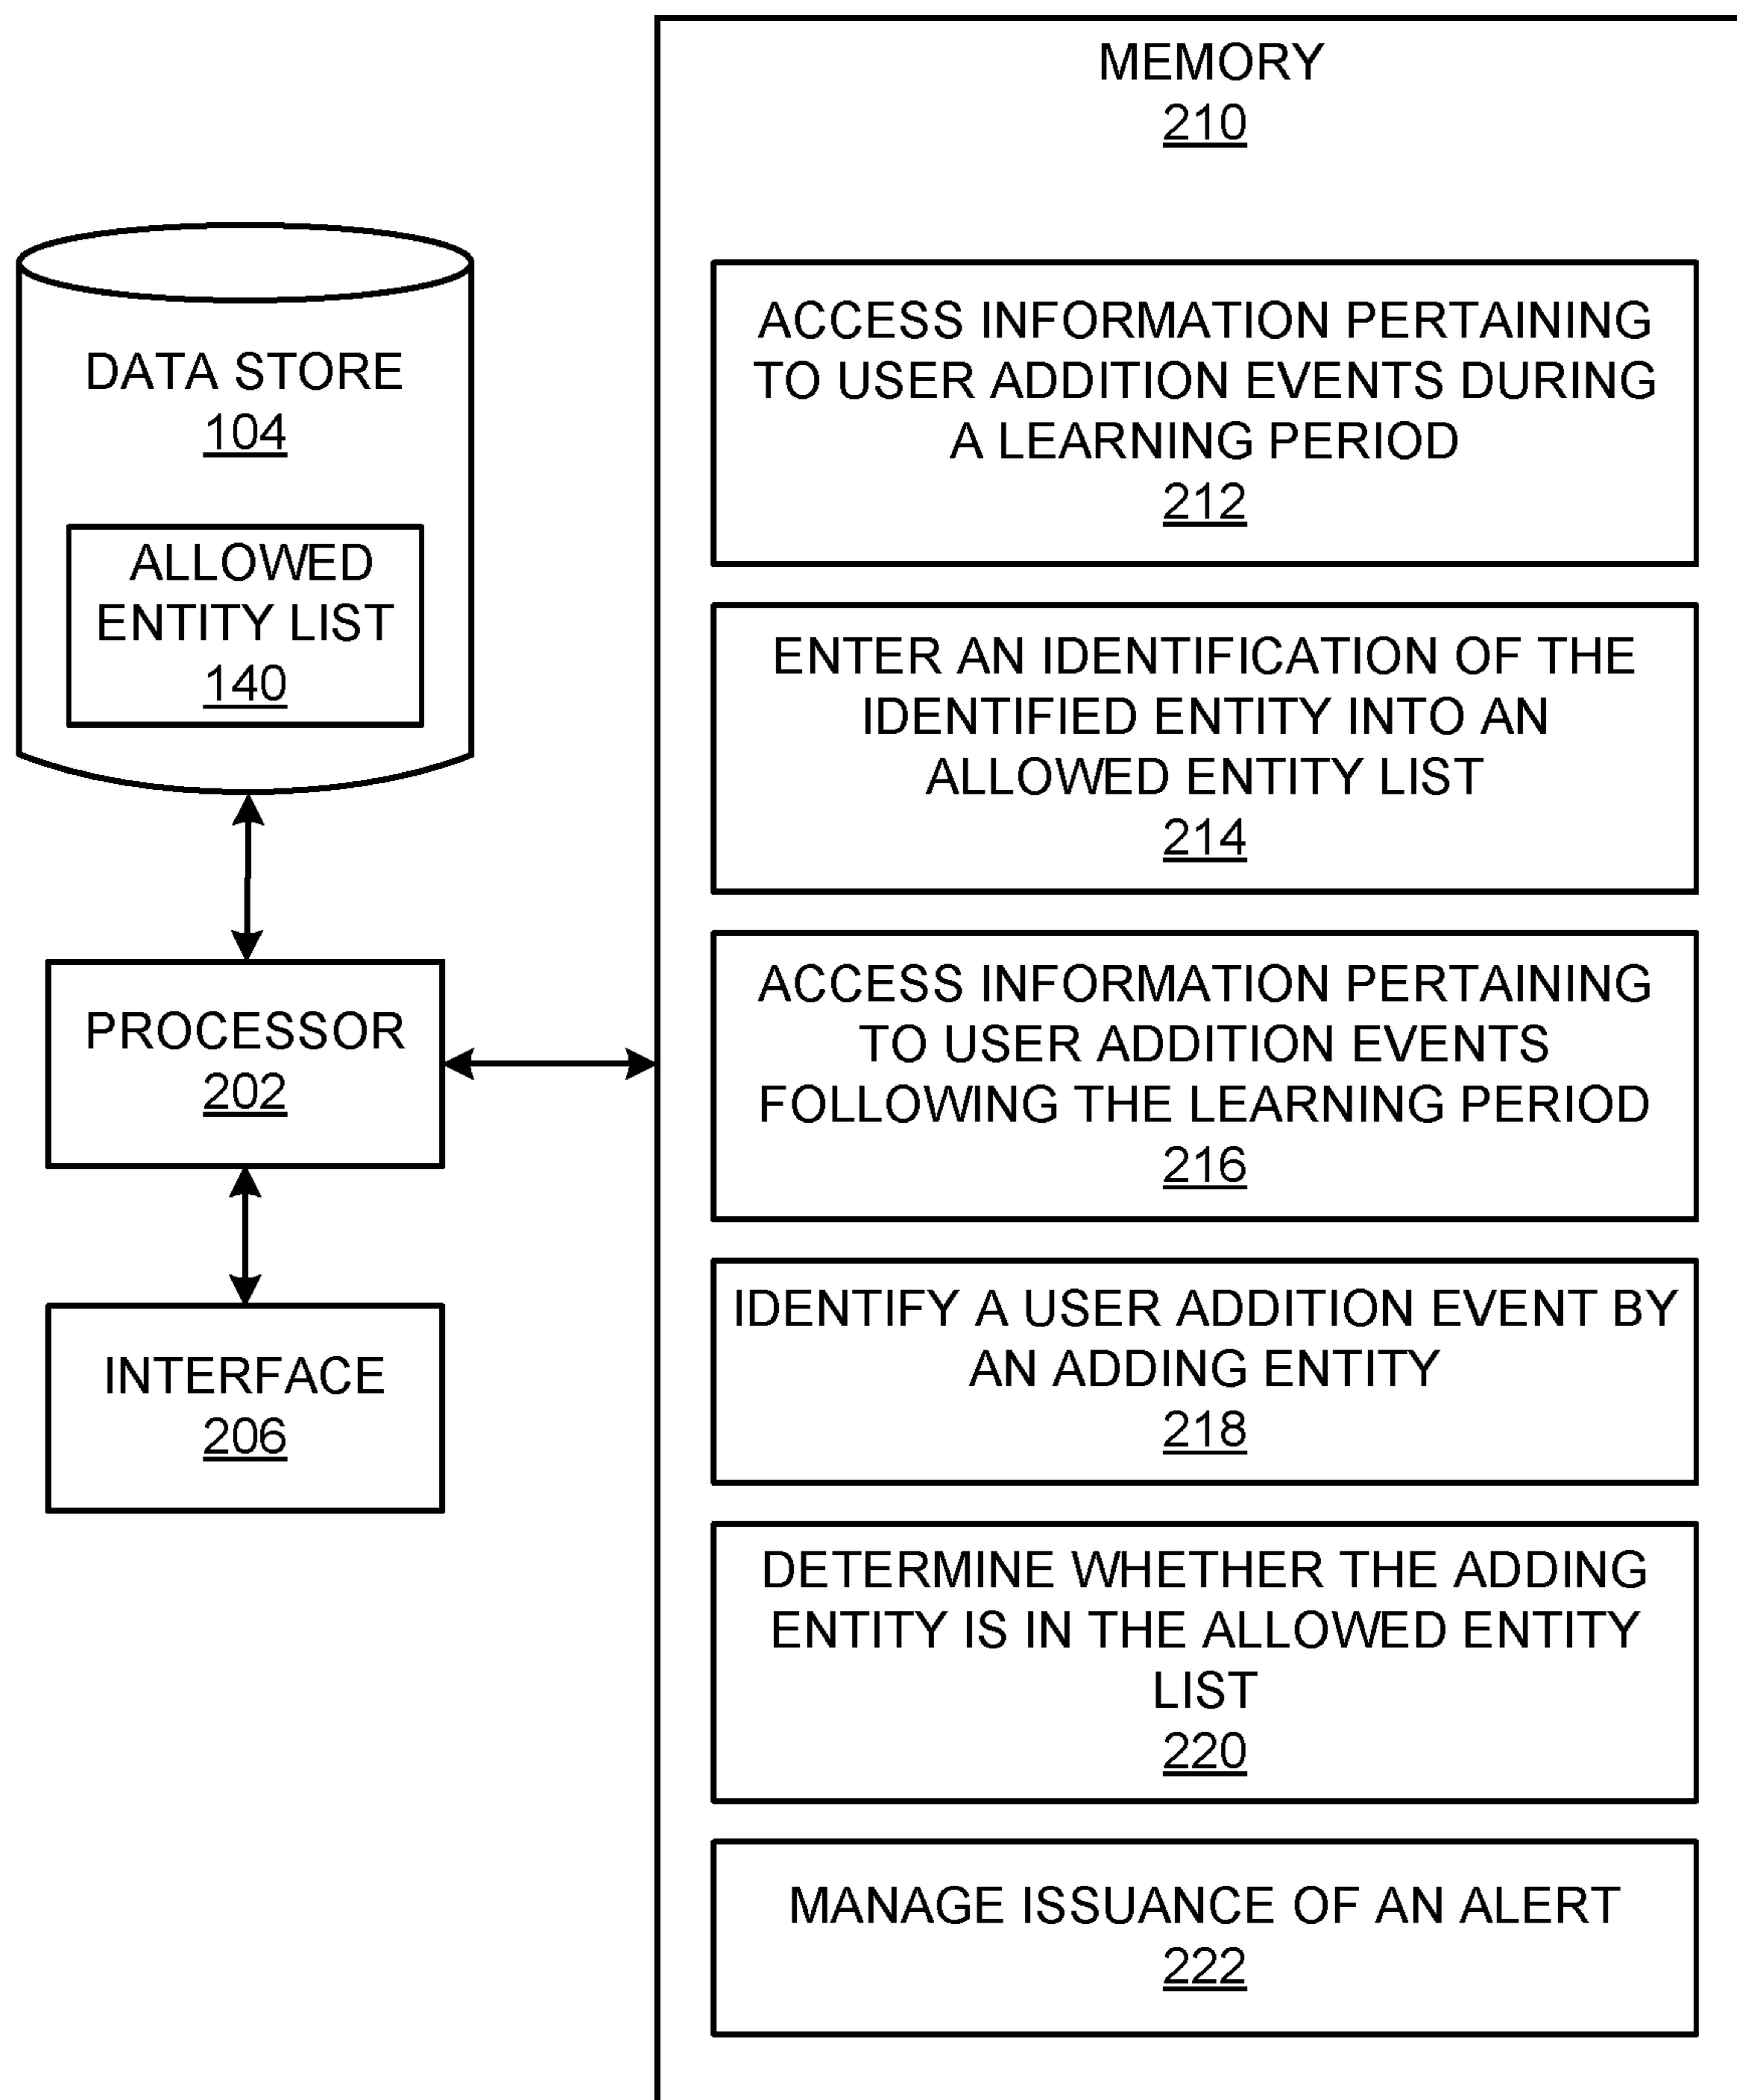 MEMORY
210
DATA STORE
104
ALLOWED
ENTITY LIST
140
PROCESSOR
202
INTERFACE
206
ACCESS INFORMATION PERTAINING
TO USER ADDITION EVENTS DURING
A LEARNING PERIOD
212
ENTER AN IDENTIFICATION OF THE
IDENTIFIED ENTITY INTO AN
ALLOWED ENTITY LIST
214
ACCESS INFORMATION PERTAINING
TO USER ADDITION EVENTS
FOLLOWING THE LEARNING PERIOD
216
IDENTIFY A USER ADDITION EVENT BY
AN ADDING ENTITY
218
DETERMINE WHETHER THE ADDING
ENTITY IS IN THE ALLOWED ENTITY
LIST
220
MANAGE ISSUANCE OF AN ALERT
222